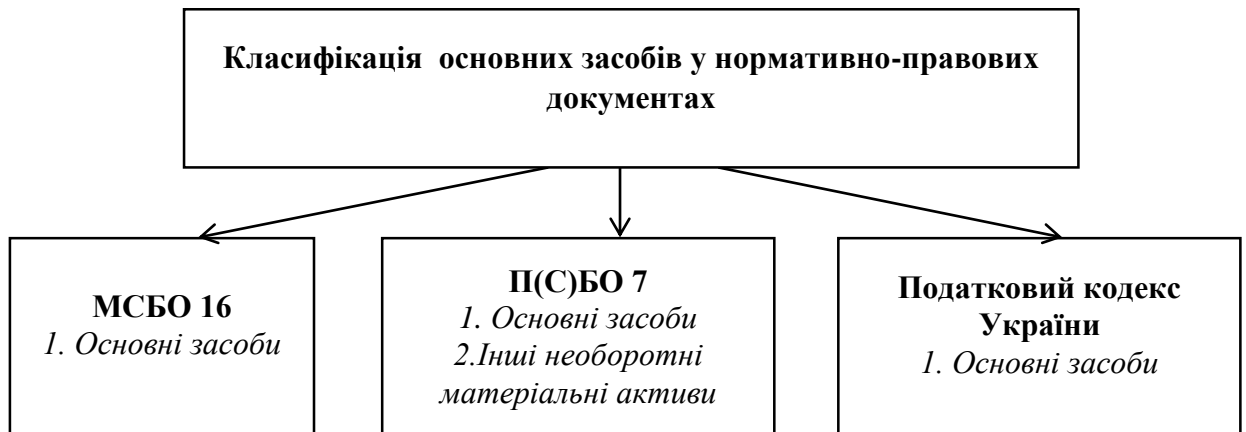 Класифікація основних засобів у нормативно-правових
документах
МСБО 16
1. Основні засоби
П(С)БО 7
1. Основні засоби
2.Інші необоротні
матеріальні активи
Податковий кодекс
України
1. Основні засоби